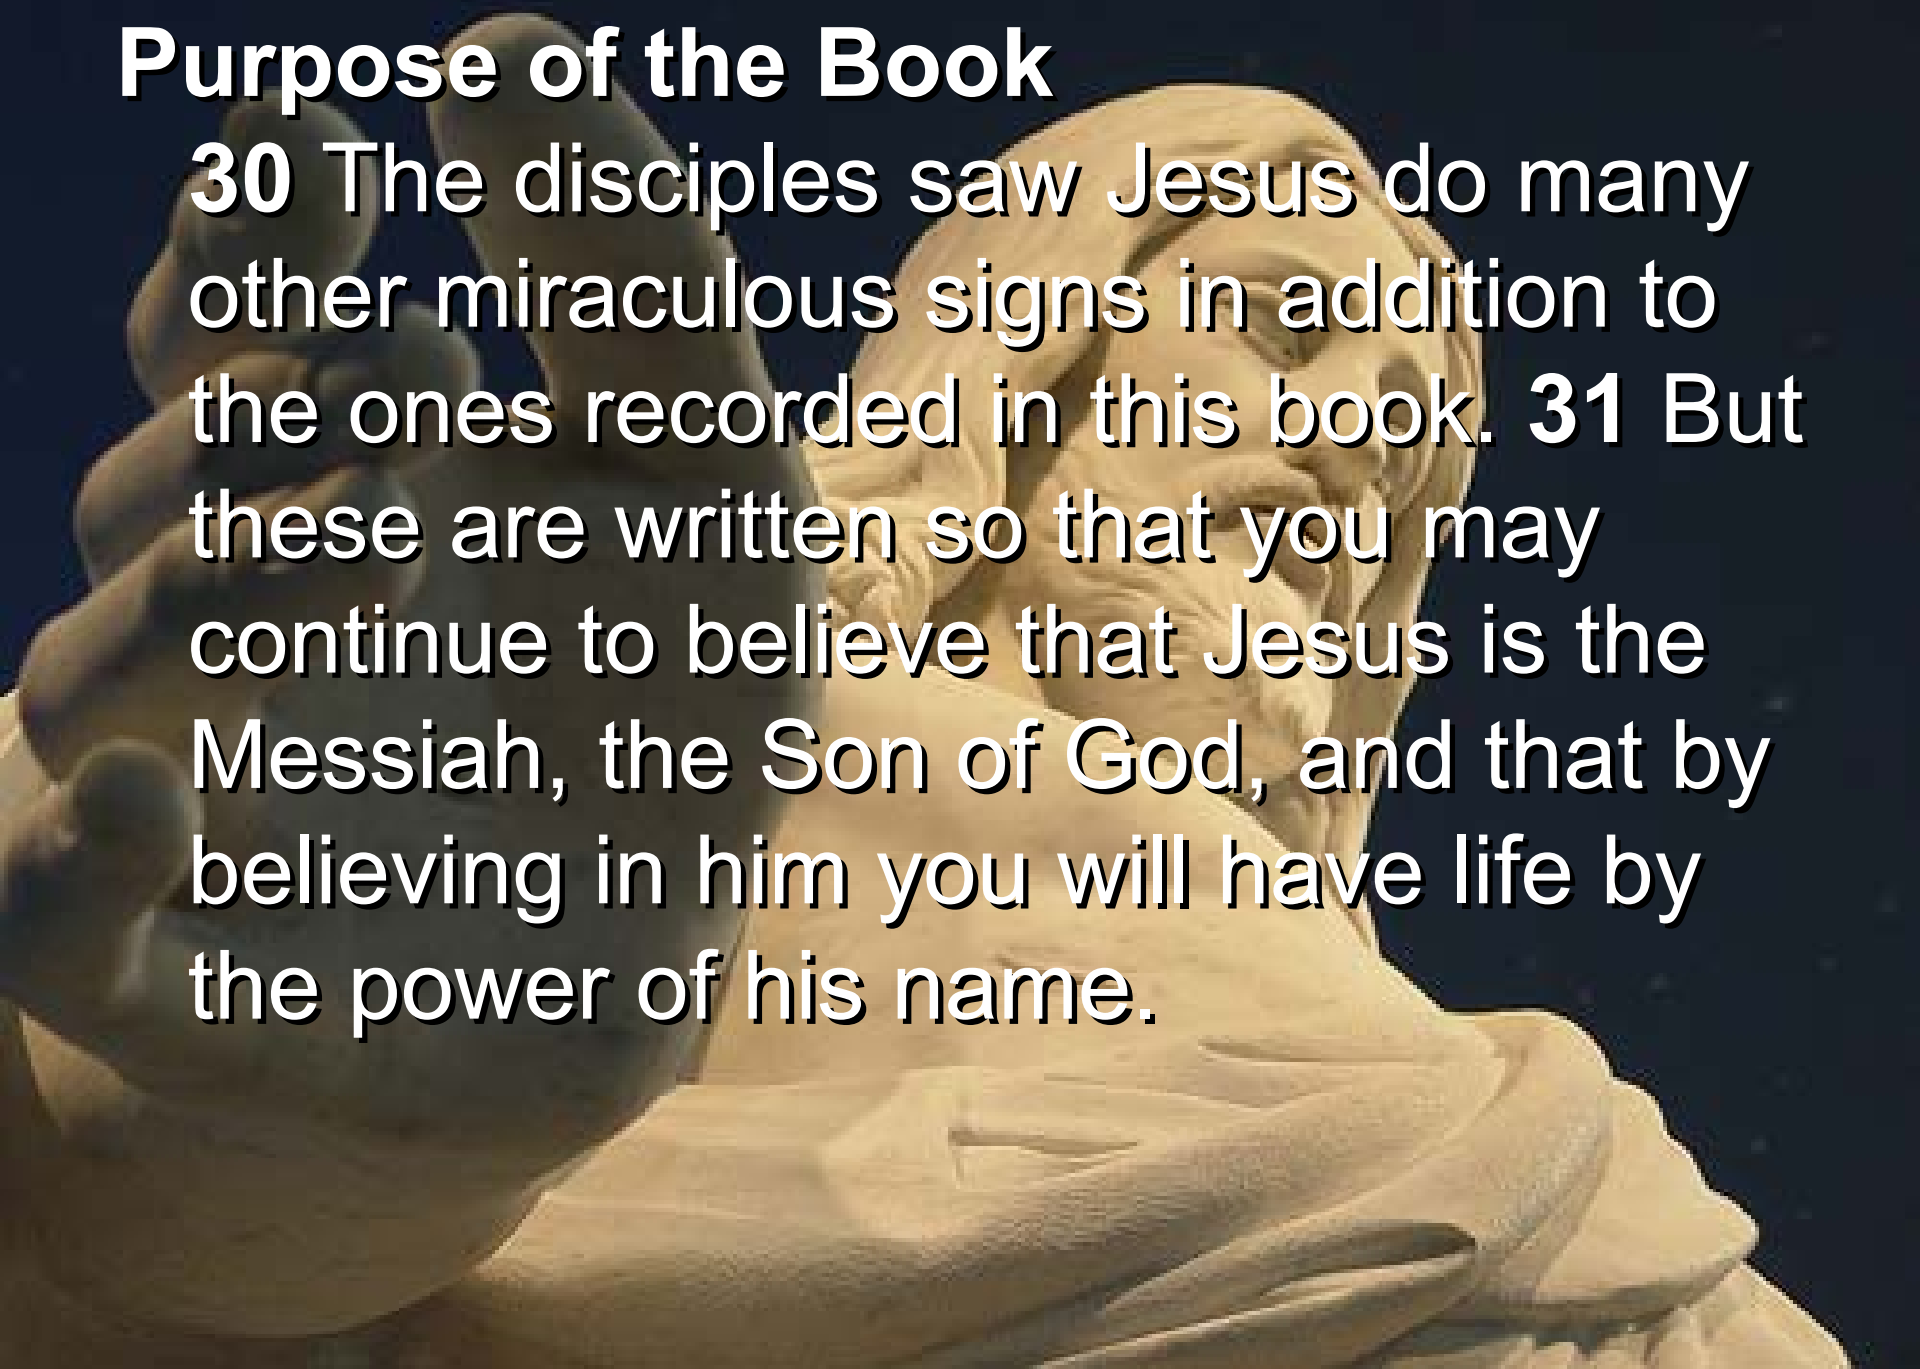 Purpose of the Book
30 The disciples saw Jesus do many
other miraculous signs in addition to
the ones recorded in this book. 31 But
these are written so that you may
continue to believe that Jesus is the
Messiah, the Son of God, and that by
believing in him you will have life by
the power of his name.